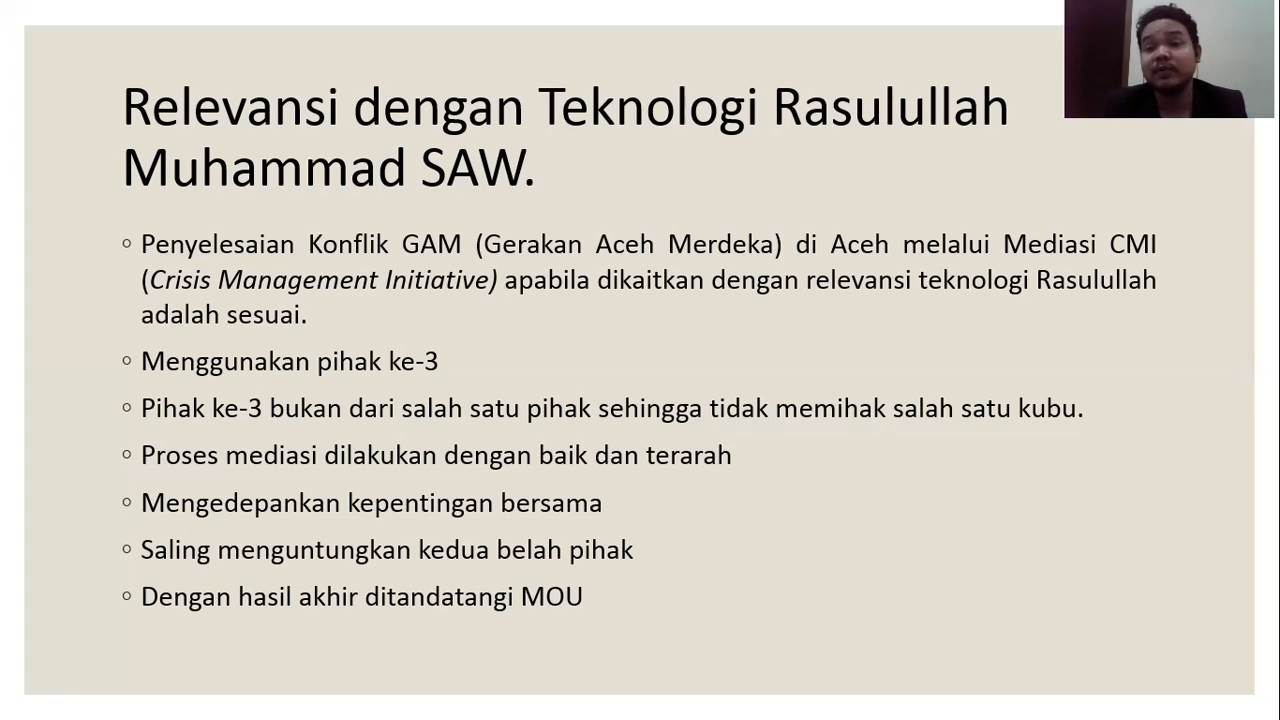 Relevansi dengan Teknologi Rasulullah
Muhammad SAW.
◦ Penyelesaian Konflik GAM (Gerakan Aceh Merdeka) di Aceh melalui Mediasi CMI
(Crisis Management Initiative) apabila dikaitkan dengan relevansi teknologi Rasulullah
adalah sesuai.
◦ Menggunakan pihak ke-3
◦ Pihak ke-3 bukan dari salah satu pihak sehingga tidak memihak salah satu kubu.
◦ Proses mediasi dilakukan dengan baik dan terarah
◦ Mengedepankan kepentingan bersama
◦ Saling menguntungkan kedua belah pihak
◦ Dengan hasil akhir ditandatangi MOU